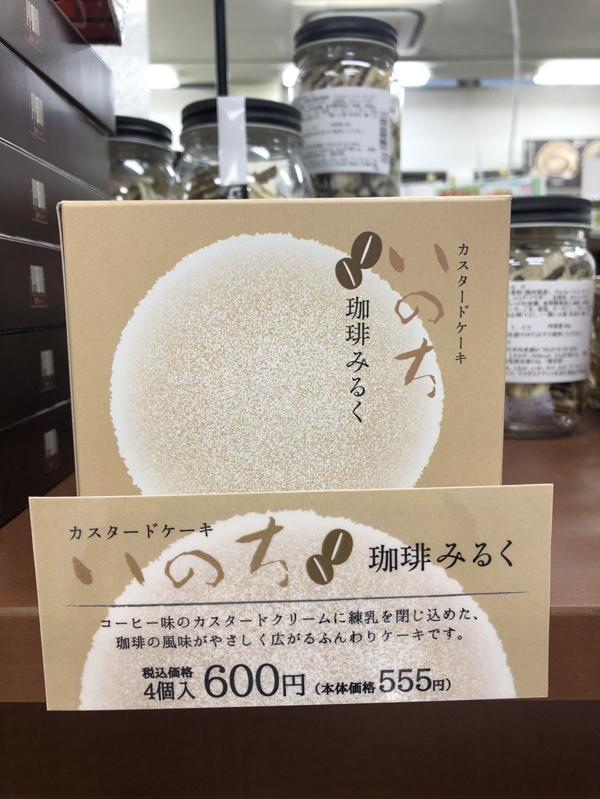 カスタードケーキ
いのち
珈琲みるく
カスタードケーキ
いのち 珈琲みるく
コーヒー味のカスタードクリームに練乳を閉じ込めた、
珈琲の風味がやさしく広がるふんわりケーキです。
税込価格
4個入 600円 (本体価格 555円)